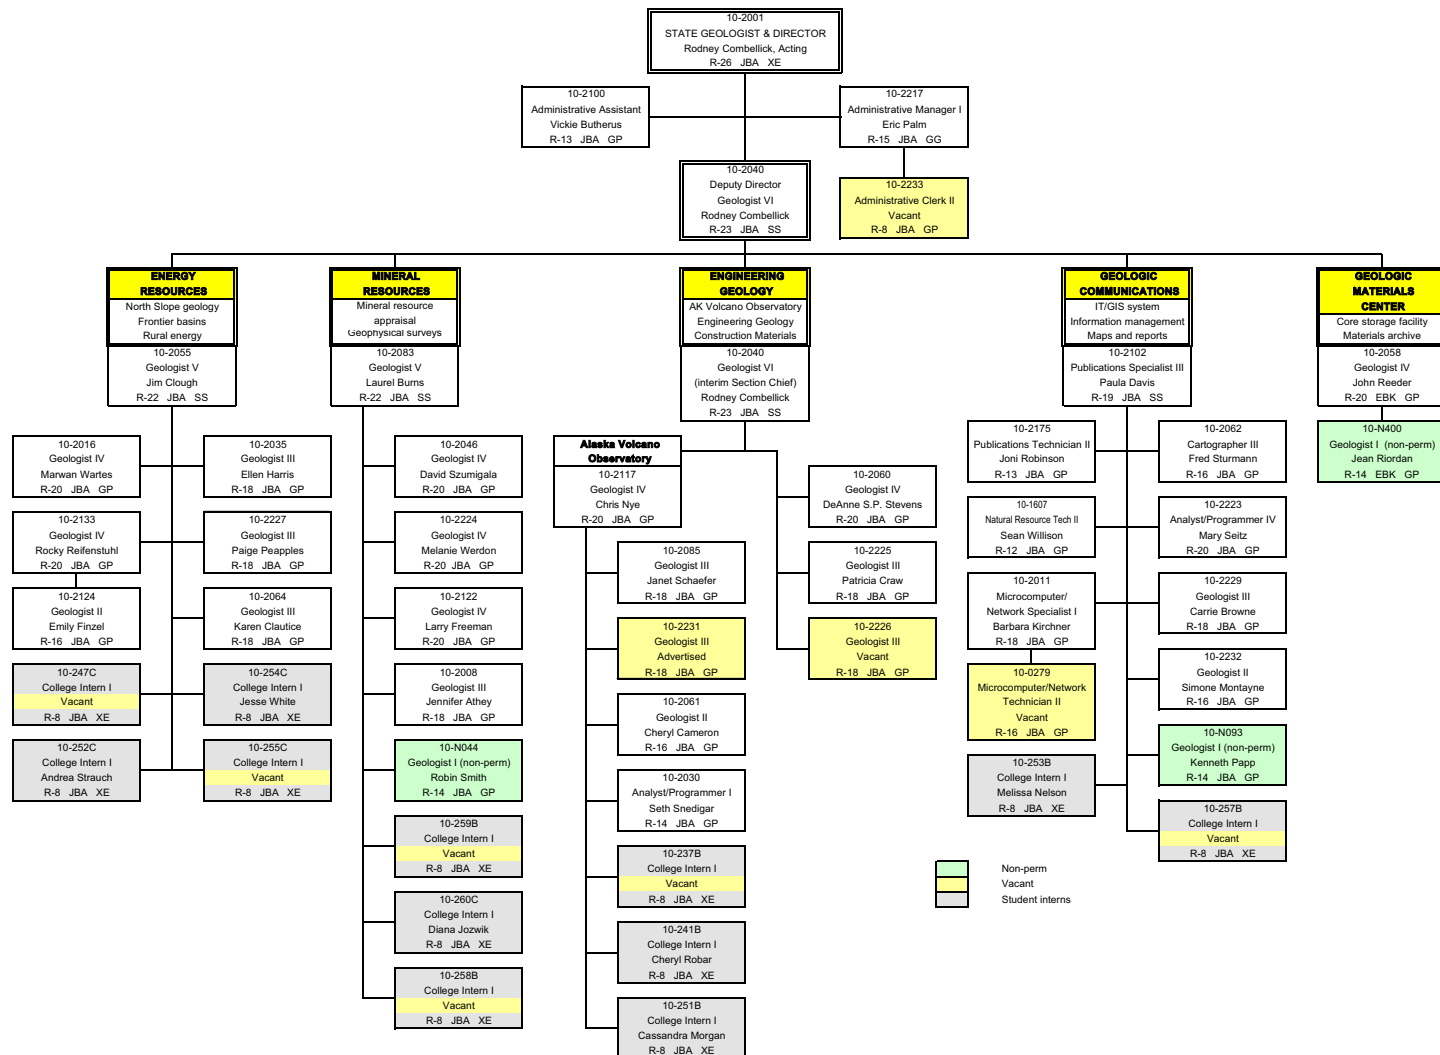 10-2001
STATE GEOLOGIST & DIRECTOR
Rodney Combellick, Acting
R-26 JBA XE
10-2100
Administrative Assistant
Vickie Butherus
R-13 JBA GP
10-2217
Administrative Manager I
Eric Palm
R-15 JBA GG
10-2040
Deputy Director
Geologist VI
Rodney Combellick
R-23 JBA SS
10-2233
Administrative Clerk II
Vacant
R-8 JBA GP
ENERGY
RESOURCES
North Slope geology
Frontier basins
Rural energy
10-2055
Geologist V
Jim Clough
R-22 JBA SS
MINERAL
RESOURCES
Mineral resource
appraisal
Geophysical surveys
10-2083
Geologist V
Laurel Burns
R-22 JBA SS
ENGINEERING
GEOLOGY
AK Volcano Observatory
Engineering Geology
Construction Materials
10-2040
Geologist VI
(interim Section Chief)
Rodney Combellick
R-23 JBA SS
GEOLOGIC
COMMUNICATIONS
IT/GIS system
Information management
Maps and reports
10-2102
Publications Specialist III
Paula Davis
R-19 JBA SS
GEOLOGIC
MATERIALS
CENTER
Core storage facility
Materials archive
10-2058
Geologist IV
John Reeder
R-20 EBK GP
10-2016
Geologist IV
Marwan Wartes
R-20 JBA GP
10-2035
Geologist III
Ellen Harris
R-18 JBA GP
10-2133
Geologist IV
Rocky Reifenstuhl
R-20 JBA GP
10-2227
Geologist III
Paige Peapples
R-18 JBA GP
10-2124
Geologist II
Emily Finzel
R-16 JBA GP
10-2064
Geologist III
Karen Clautice
R-18 JBA GP
10-247C
College Intern I
Vacant
R-8 JBA XE
10-254C
College Intern I
Jesse White
R-8 JBA XE
10-252C
College Intern I
Andrea Strauch
R-8 JBA XE
10-255C
College Intern I
Vacant
R-8 JBA XE
10-2046
Geologist IV
David Szumigala
R-20 JBA GP
10-2224
Geologist IV
Melanie Werdon
R-20 JBA GP
10-2122
Geologist IV
Larry Freeman
R-20 JBA GP
10-2008
Geologist III
Jennifer Athey
R-18 JBA GP
10-N044
Geologist I (non-perm)
Robin Smith
R-14 JBA GP
10-259B
College Intern I
Vacant
R-8 JBA XE
10-260C
College Intern I
Diana Jozwik
R-8 JBA XE
10-258B
College Intern I
Vacant
R-8 JBA XE
Alaska Volcano
Observatory
10-2117
Geologist IV
Chris Nye
R-20 JBA GP
10-2085
Geologist III
Janet Schaefer
R-18 JBA GP
10-2231
Geologist III
Advertised
R-18 JBA GP
10-2061
Geologist II
Cheryl Cameron
R-16 JBA GP
10-2030
Analyst/Programmer I
Seth Snedigar
R-14 JBA GP
10-237B
College Intern I
Vacant
R-8 JBA XE
10-241B
College Intern I
Cheryl Robar
R-8 JBA XE
10-251B
College Intern I
Cassandra Morgan
R-8 JBA XE
10-2060
Geologist IV
DeAnne S.P. Stevens
R-20 JBA GP
10-2225
Geologist III
Patricia Craw
R-18 JBA GP
10-2226
Geologist III
Vacant
R-18 JBA GP
10-2175
Publications Technician II
Joni Robinson
R-13 JBA GP
10-2062
Cartographer III
Fred Sturmann
R-16 JBA GP
10-1607
Natural Resource Tech II
Sean Willison
R-12 JBA GP
10-2223
Analyst/Programmer IV
Mary Seitz
R-20 JBA GP
10-2011
Microcomputer/
Network Specialist I
Barbara Kirchner
R-18 JBA GP
10-2229
Geologist III
Carrie Browne
R-18 JBA GP
10-0279
Microcomputer/Network
Technician II
Vacant
R-16 JBA GP
10-2232
Geologist II
Simone Montayne
R-16 JBA GP
10-253B
College Intern I
Melissa Nelson
R-8 JBA XE
10-N093
Geologist I (non-perm)
Kenneth Papp
R-14 JBA GP
10-257B
College Intern I
Vacant
R-8 JBA XE
10-N400
Geologist I (non-perm)
Jean Riordan
R-14 EBK GP
Non-perm
Vacant
Student interns